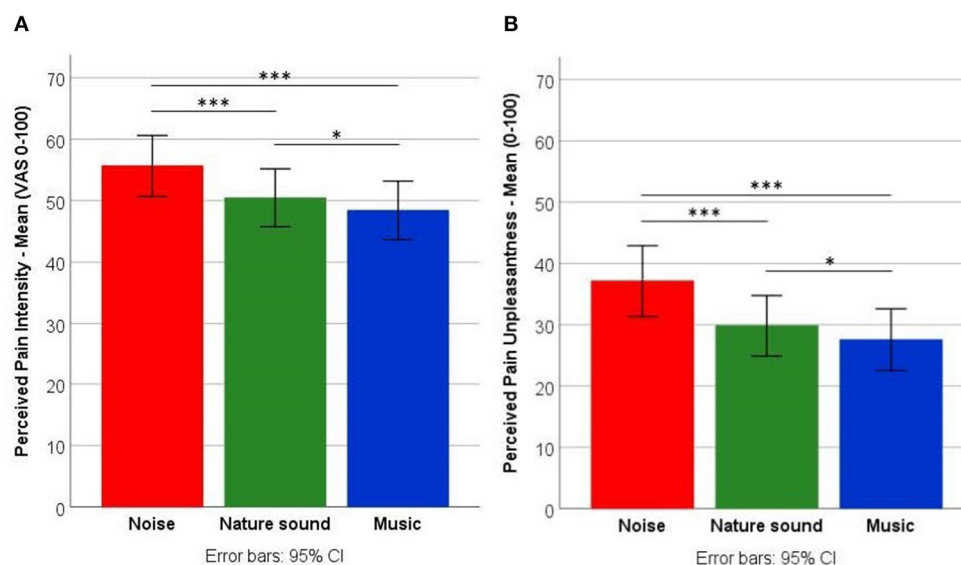 A
Perceived Pain Intensity - Mean (VAS 0-100)
70
60
50
40
30
20
10
0
***
***
*
Noise Nature sound Music
Error bars: 95% CI
B
Perceived Pain Unpleasantness - Mean (0-100)
70
60
50
40
30
20
10
0
***
***
*
Noise Nature sound Music
Error bars: 95% CI